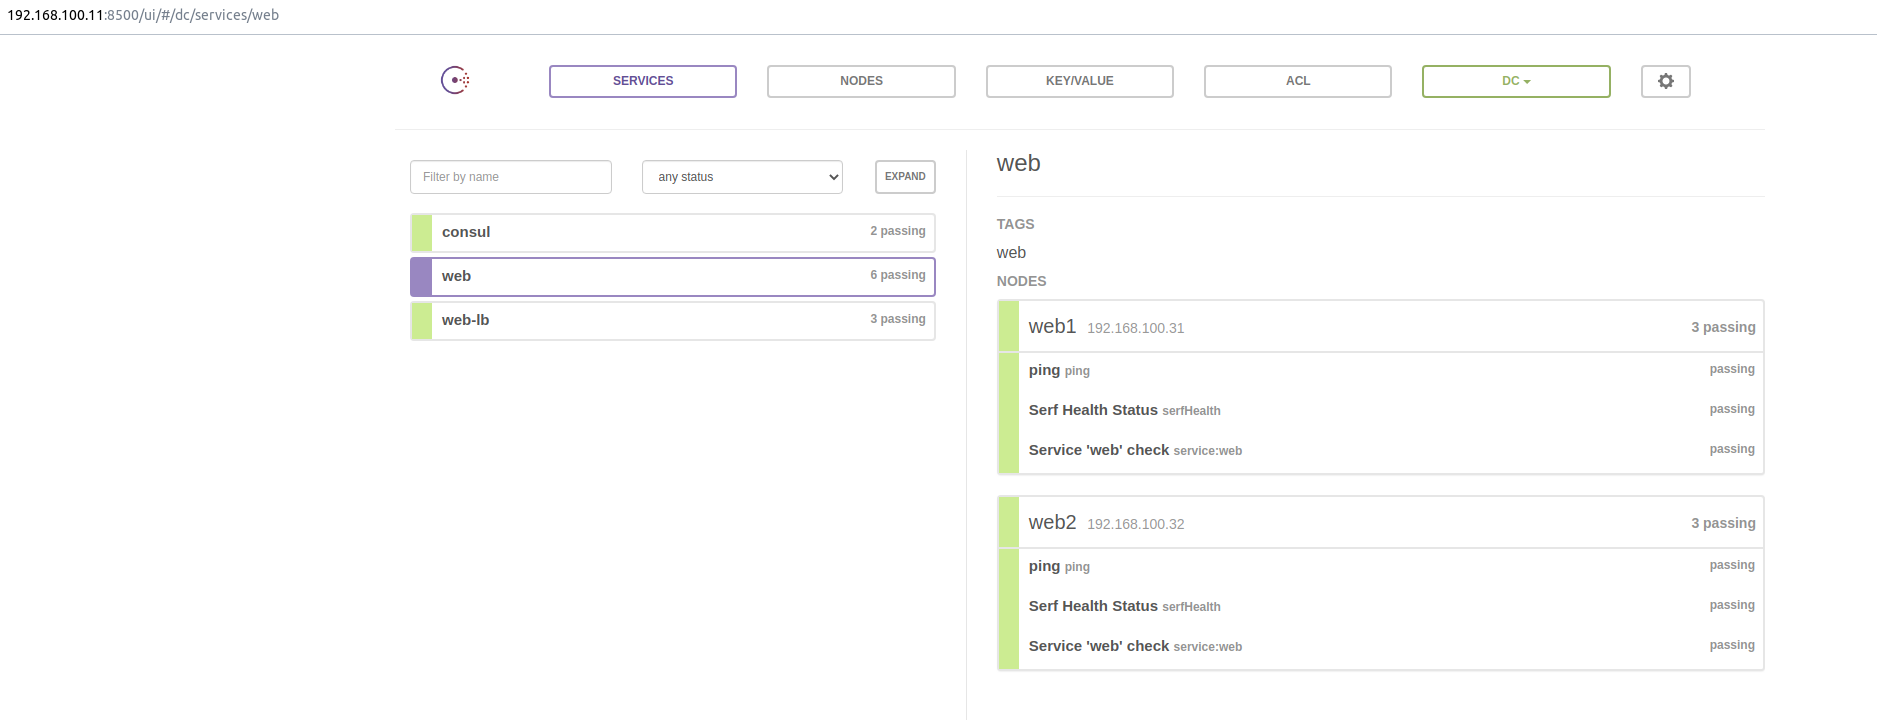 192.168.100.11:8500/ui/#/dc/services/web
SERVICES NODES KEY/VALUE ACL DC
Filter by name any status EXPAND
consul 2 passing
web 6 passing
web-lb 3 passing
web
TAGS
web
NODES
web1 192.168.100.31 3 passing
ping ping passing
Serf Health Status serfHealth passing
Service 'web' check service:web passing
web2 192.168.100.32 3 passing
ping ping passing
Serf Health Status serfHealth passing
Service 'web' check service:web passing